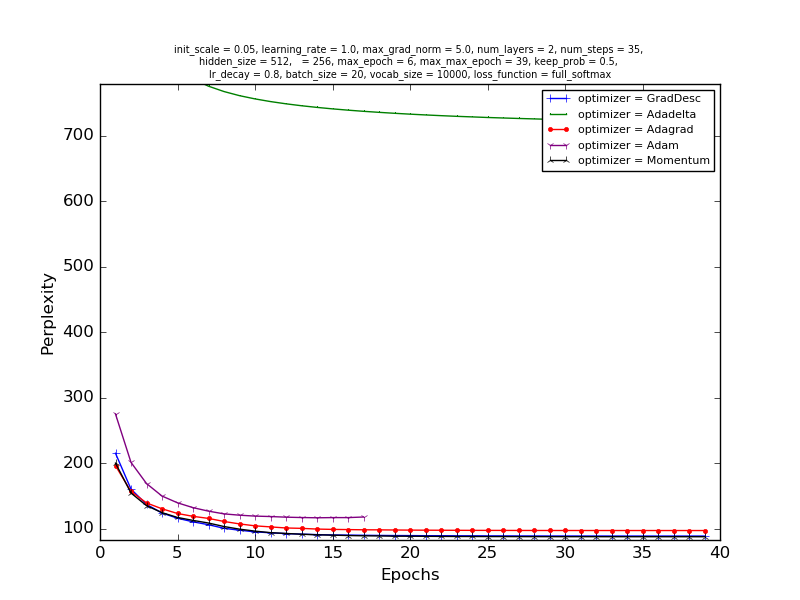 init_scale = 0.05, learning_rate = 1.0, max_grad_norm = 5.0, num_layers = 2, num_steps = 35,
hidden_size = 512,   = 256, max_epoch = 6, max_max_epoch = 39, keep_prob = 0.5,
lr_decay = 0.8, batch_size = 20, vocab_size = 10000, loss_function = full_softmax
optimizer = GradDesc
optimizer = Adadelta
optimizer = Adagrad
optimizer = Adam
optimizer = Momentum
Perplexity
700
600
500
400
300
200
100
0 5 10 15 20 25 30 35 40
Epochs